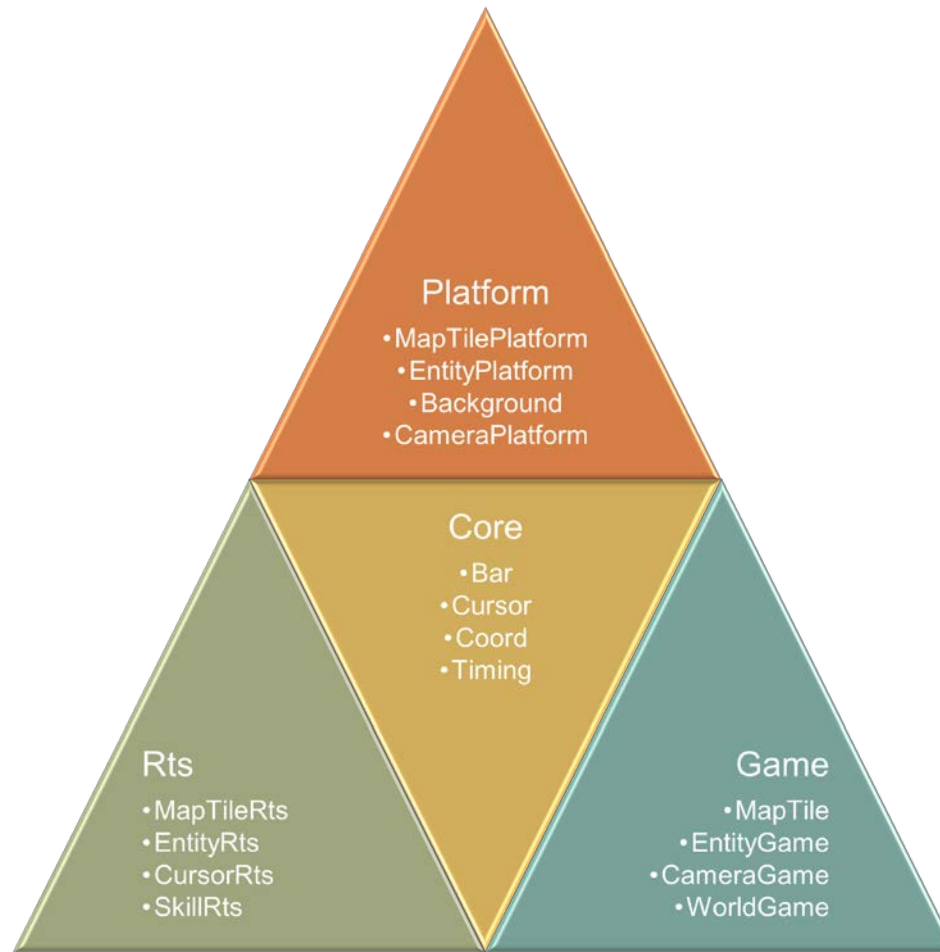 Platform
•MapTilePlatform
•EntityPlatform
•Background
•CameraPlatform
Core
•Bar
•Cursor
•Coord
•Timing
Rts
•MapTileRts
•EntityRts
•CursorRts
•SkillRts
Game
•MapTile
•EntityGame
•CameraGame
•WorldGame